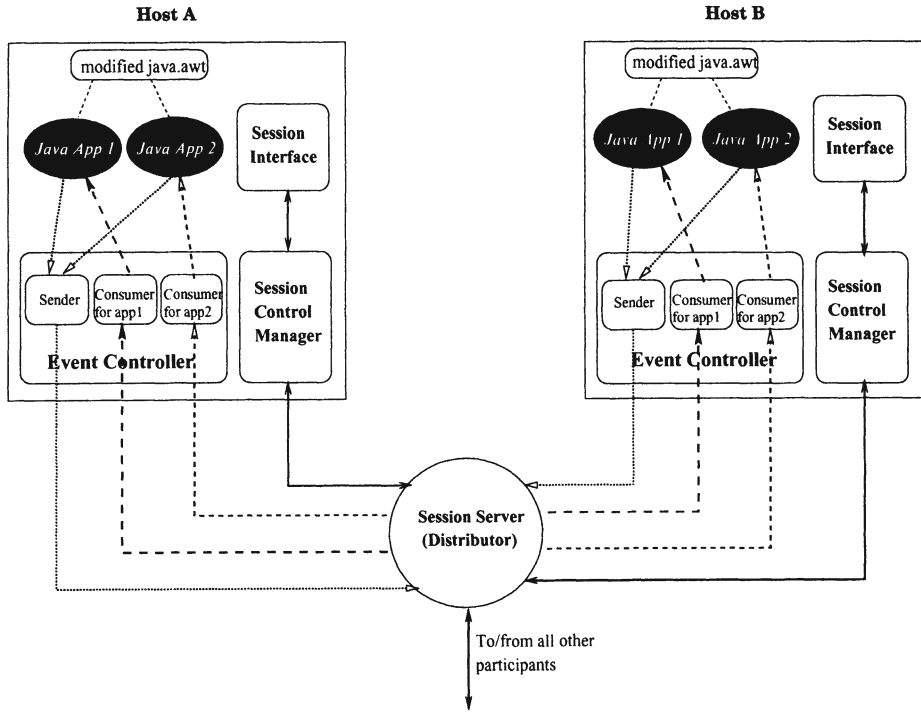 Host A
modified java.awt
Java App 1
Java App 2
Session
Interface
Sender
Consumer
for app1
Consumer
for app2
Event Controller
Session
Control
Manager
Host B
modified java.awt
Java App 1
Java App 2
Session
Interface
Sender
Consumer
for app1
Consumer
for app2
Event Controller
Session
Control
Manager
Session Server
(Distributor)
To/from all other
participants